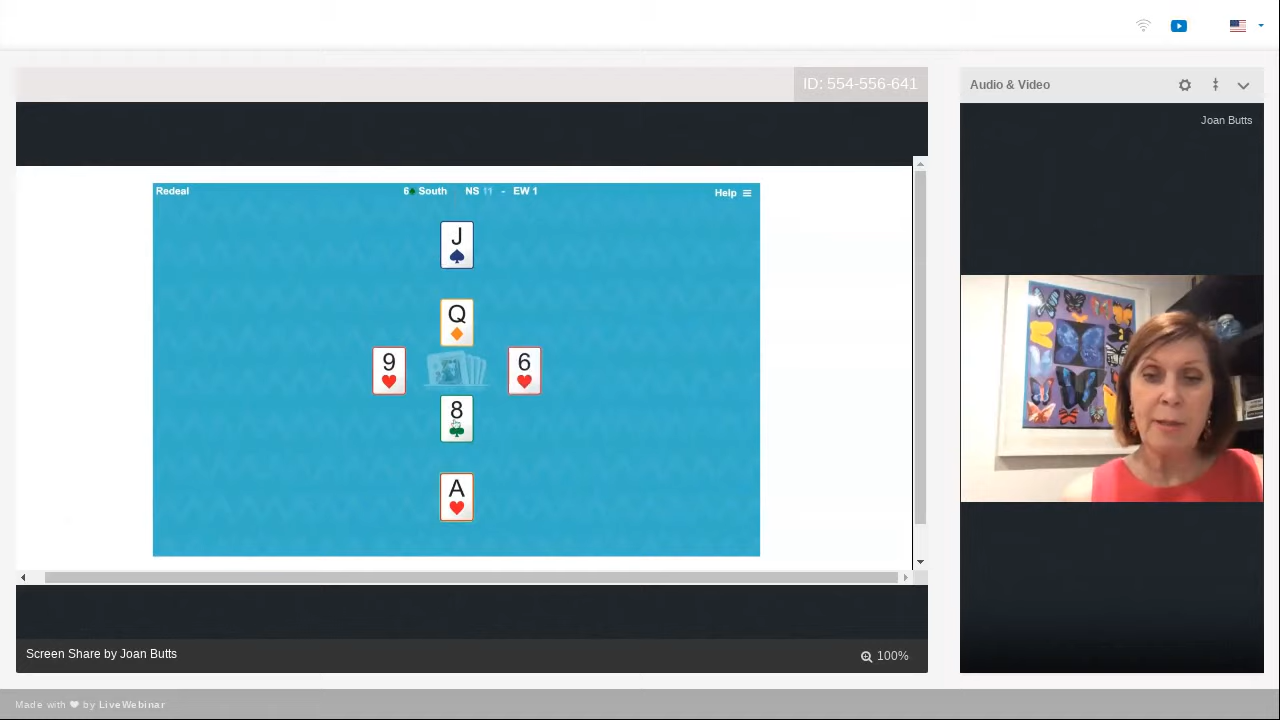 ID: 554-556-641
Audio & Video
Joan Butts
Redeal
6♠ South NS 11 - EW 1
Help
J
Q
9
6
8
A
Screen Share by Joan Butts
100%
Made with ❤ by LiveWebinar